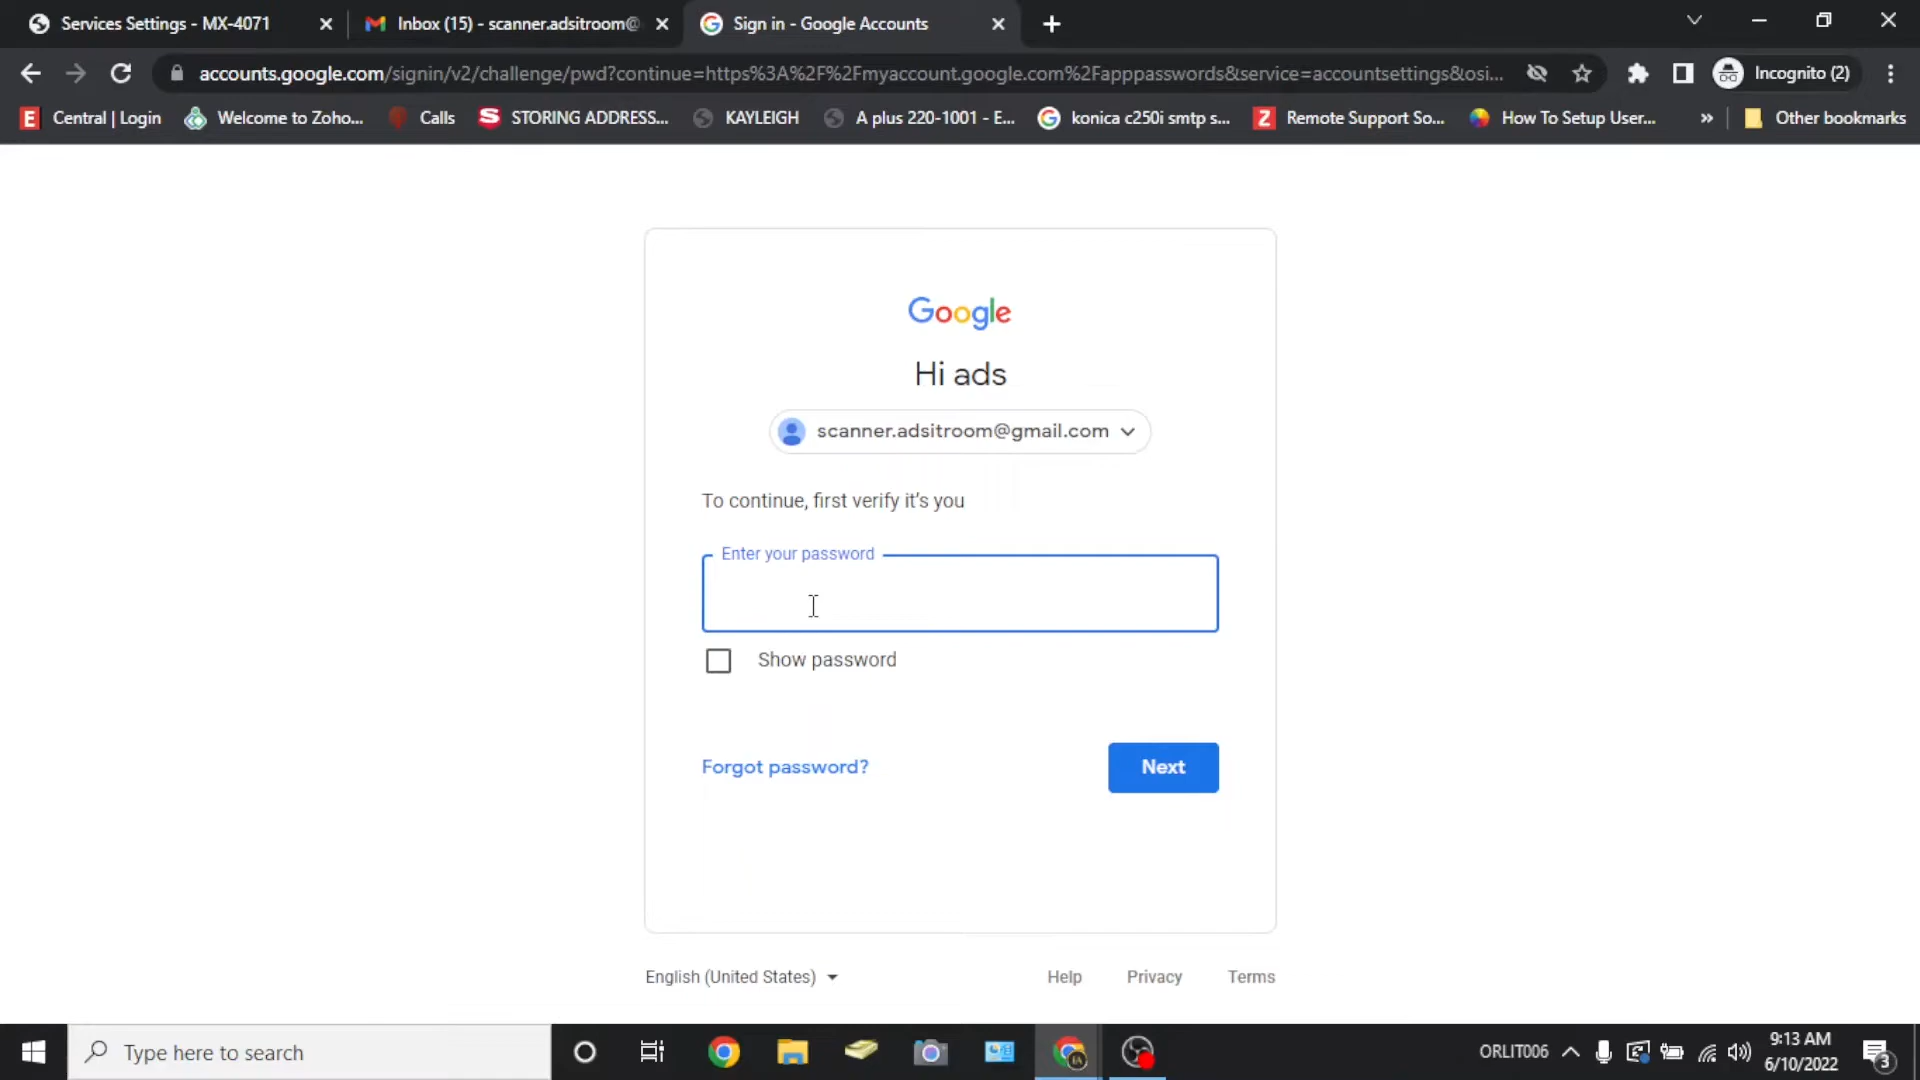 Services Settings - MX-4071
Inbox (15) - scanner.adsitroom@
Sign in - Google Accounts
accounts.google.com/signin/v2/challenge/pwd?continue=https%3A%2F%2Fmyaccount.google.com%2Fapppasswords&service=accountsettings&osi...
Incognito (2)
Central | Login
Welcome to Zoho...
Calls
STORING ADDRESS...
KAYLEIGH
A plus 220-1001 - E...
konica c250i smtp s...
Remote Support So...
How To Setup User...
»
Other bookmarks
Google
Hi ads
scanner.adsitroom@gmail.com
To continue, first verify it's you
Enter your password
Show password
Forgot password?
Next
English (United States)
Help
Privacy
Terms
Type here to search
ORLIT006
9:13 AM
6/10/2022
3